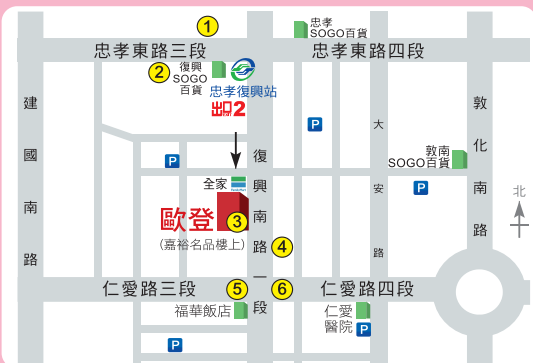 1
忠孝
SOGO百貨
忠孝東路三段
忠孝東路四段
2
復興
SOGO
百貨
忠孝復興站
出口2
P
建國南路
大安路
敦化南路
敦南
SOGO百貨
P
P
復興南路一段
全家
FamilyMart
歐登
3
(嘉裕名品樓上)
北
4
仁愛路三段
5
6
仁愛路四段
福華飯店
仁愛
醫院
P
P